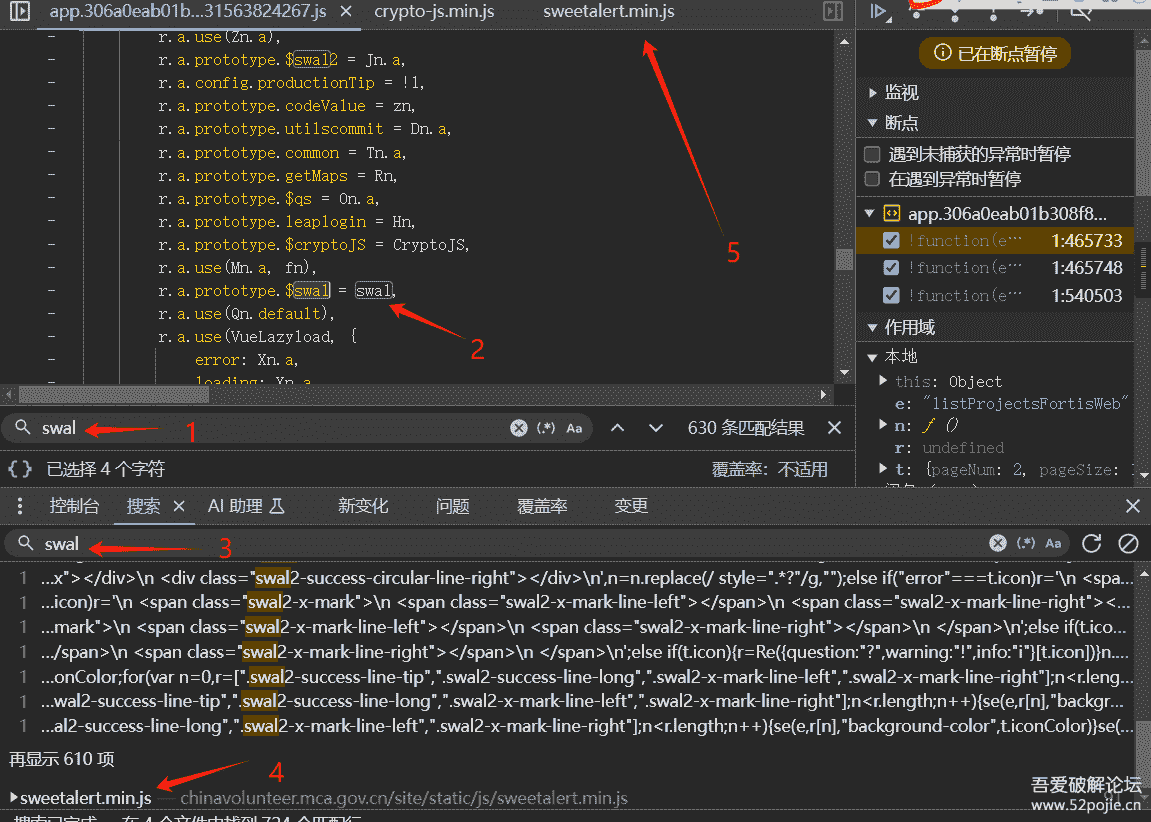 app.306a0eab01b...31563824267.js × crypto-js.min.js sweetalert.min.js
r.a.use(Zn.a),
r.a.prototype.$swal2 = Jn.a,
r.a.config.productionTip = !1,
r.a.prototype.codeValue = zn,
r.a.prototype.utilscommit = Dn.a,
r.a.prototype.common = Tn.a,
r.a.prototype.getMaps = Rn,
r.a.prototype.$qs = On.a,
r.a.prototype.leaplogin = Hn,
r.a.prototype.$cryptoJS = CryptoJS,
r.a.use(Mn.a, fn),
r.a.prototype.$swal = swal,
r.a.use(Qn.default),
r.a.use(VueLazyload, {
error: Xn.a,
loading: Xn.a
5
2
swal 1 (.*) Aa 630 条匹配结果 ×
{ } 已选择 4 个字符 覆盖率: 不适用
已在断点暂停
监视
断点
遇到未捕获的异常时暂停
在遇到异常时暂停
app.306a0eab01b308f8...
!function(e… 1:465733
!function(e… 1:465748
!function(e… 1:540503
作用域
本地
this: Object
e: "listProjectsFortisWeb"
n: ƒ ()
r: undefined
t: {pageNum: 2, pageSize:
控制台 搜索 × AI 助理 新变化 问题 覆盖率 变更 ×
swal 3 (.*) Aa
1 ...x"></div>\n <div class="swal2-success-circular-line-right"></div>\n',n=n.replace(/ style=".*?"/g,"");else if("error"===t.icon)r='\n <spa...
1 ...icon)r='\n <span class="swal2-x-mark">\n <span class="swal2-x-mark-line-left"></span>\n <span class="swal2-x-mark-line-right"><...
1 ...mark">\n <span class="swal2-x-mark-line-left"></span>\n <span class="swal2-x-mark-line-right"></span>\n </span>\n';else if(t.ico...
1 .../span>\n <span class="swal2-x-mark-line-right"></span>\n </span>\n';else if(t.icon){r=Re({question:"?",warning:"!",info:"i"}[t.icon])}n....
1 ...onColor;for(var n=0,r=[".swal2-success-line-tip",".swal2-success-line-long",".swal2-x-mark-line-left",".swal2-x-mark-line-right"];n<r.leng...
1 ...wal2-success-line-tip",".swal2-success-line-long",".swal2-x-mark-line-left",".swal2-x-mark-line-right"];n<r.length;n++){se(e,r[n],"backgr...
1 ...al2-success-line-long",".swal2-x-mark-line-left",".swal2-x-mark-line-right"];n<r.length;n++){se(e,r[n],"background-color",t.iconColor)}se(...
再显示 610 项
4
sweetalert.min.js — chinavolunteer.mca.gov.cn/site/static/js/sweetalert.min.js
吾爱破解论坛
www.52pojie.cn